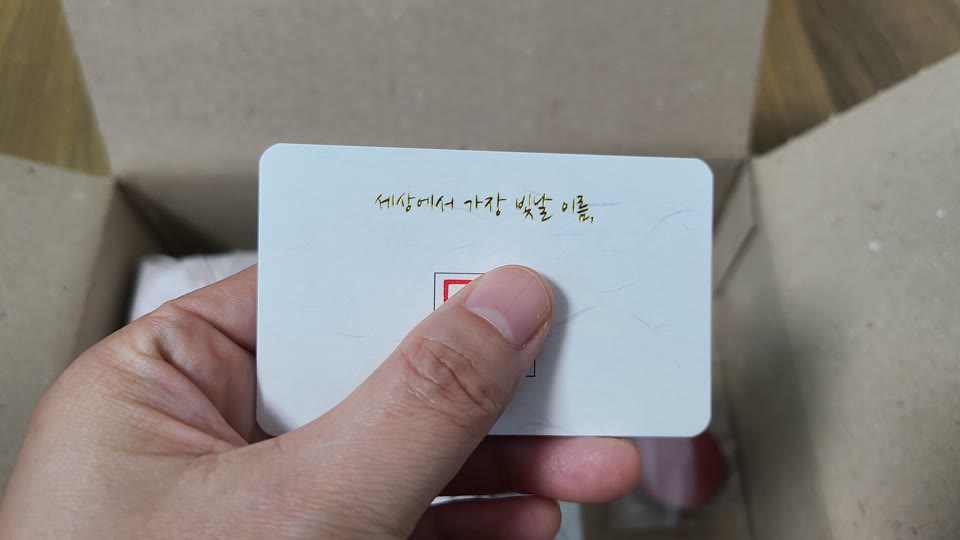 세상에서 가장 빛날 이름,